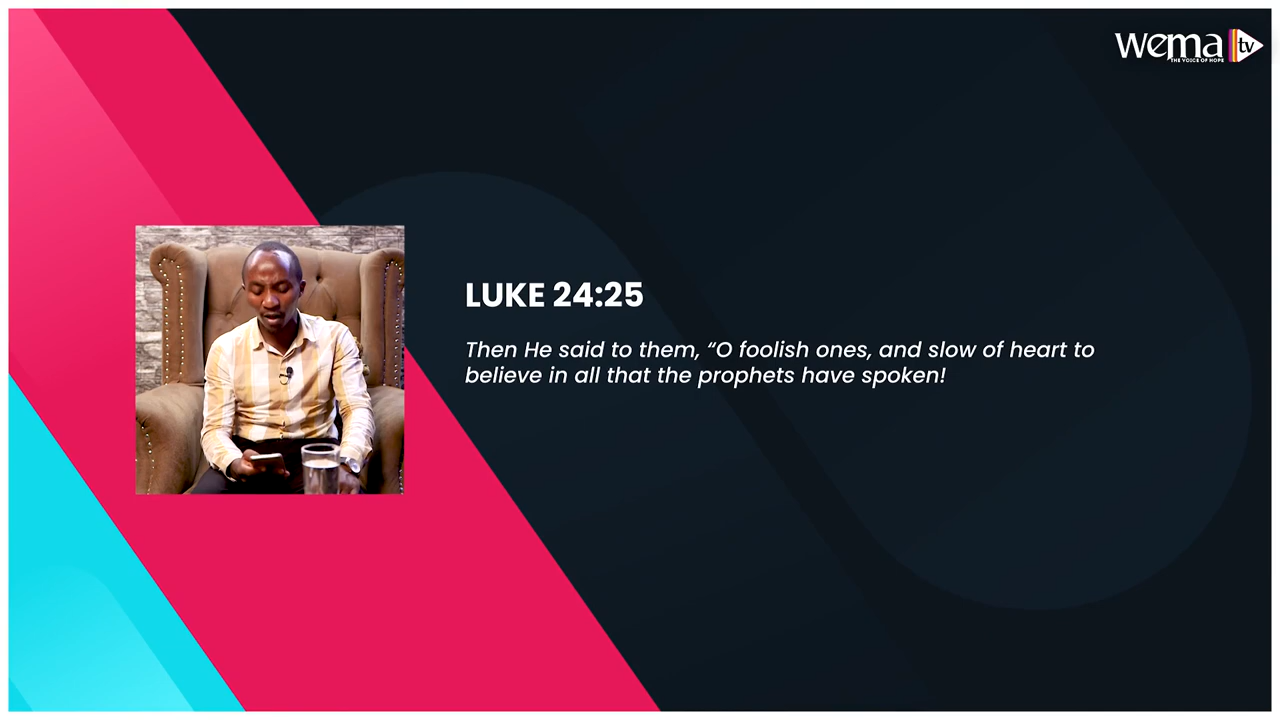 wema tv
THE VOICE OF HOPE
LUKE 24:25
Then He said to them, “O foolish ones, and slow of heart to
believe in all that the prophets have spoken!